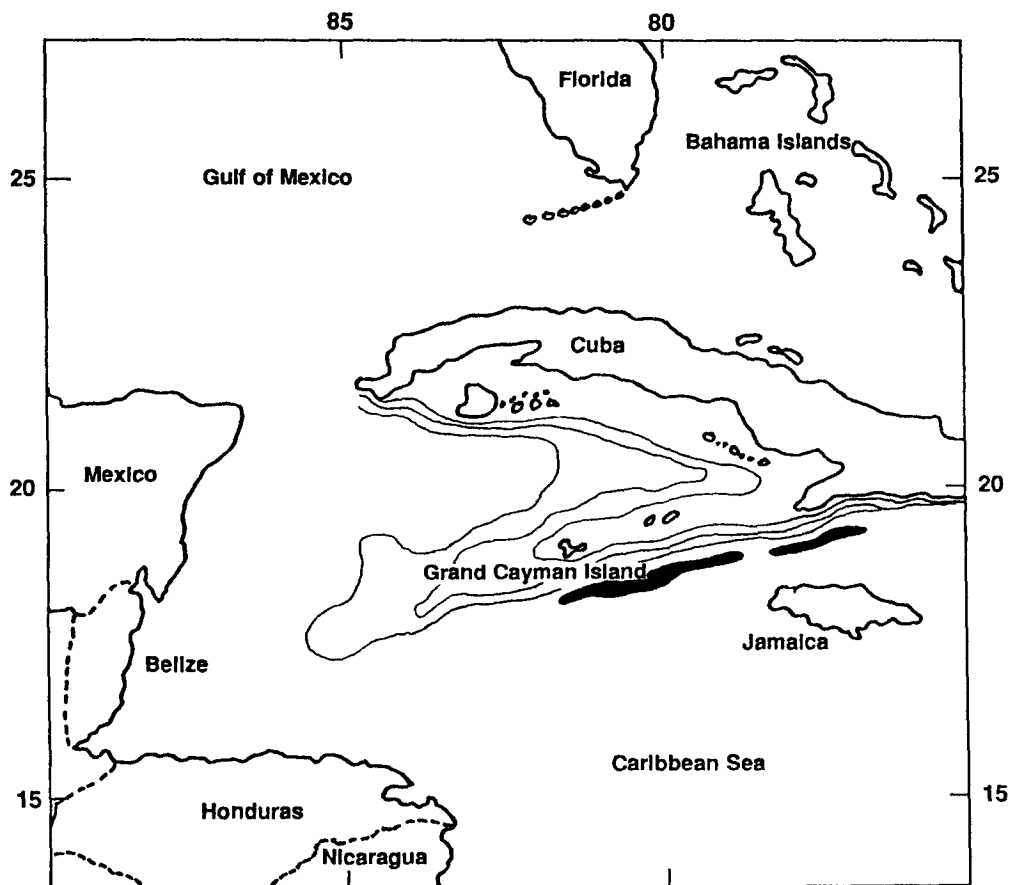 85 80
Florida
Bahama Islands
25 Gulf of Mexico 25
Cuba
Mexico
20 20
Grand Cayman Island
Jamaica
Belize
Caribbean Sea
15 15
Honduras
Nicaragua